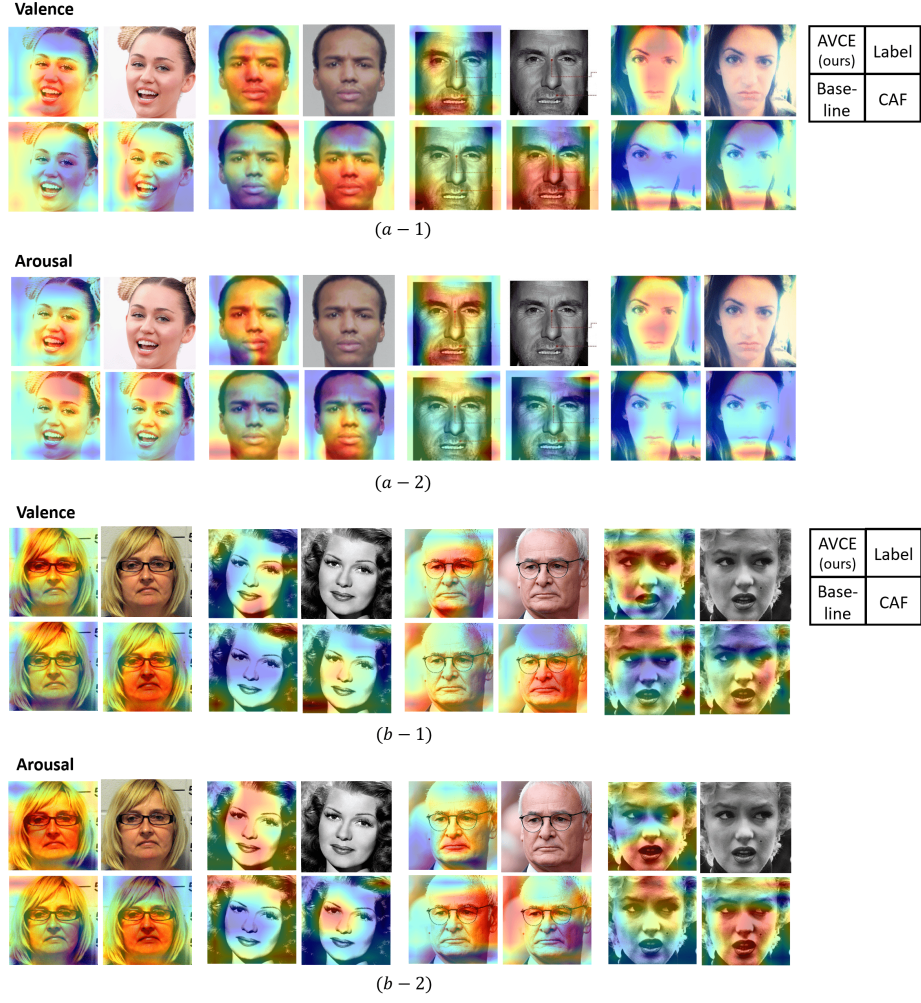 Valence
AVCE
(ours)
Label
Base-
line
CAF
(a − 1)
Arousal
(a − 2)
Valence
AVCE
(ours)
Label
Base-
line
CAF
(b − 1)
Arousal
(b − 2)